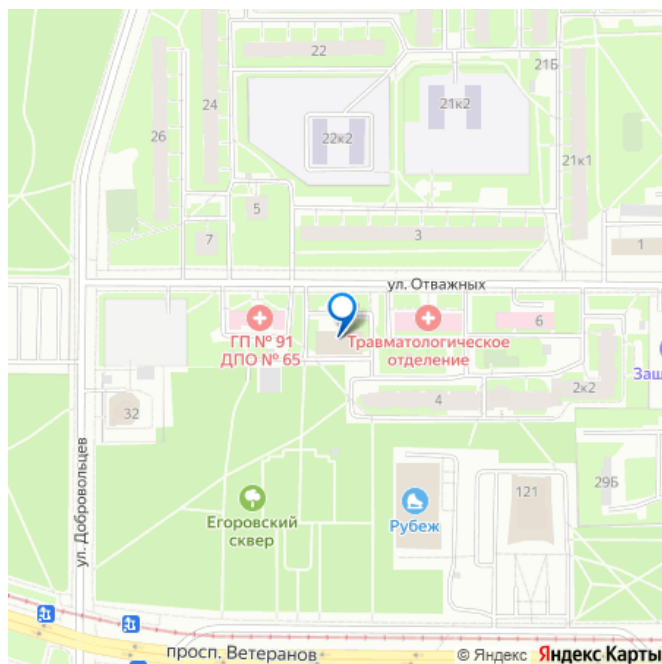 22
21Б
24
26
22к2
21к2
21к1
5
7
3
1
ул. Отважных
ГП № 91
ДПО № 65
Травматологическое
отделение
6
Защ
2к2
4
32
ул. Добровольцев
Егоровский
сквер
Рубеж
121
29Б
просп. Ветеранов
© Яндекс Яндекс Карты